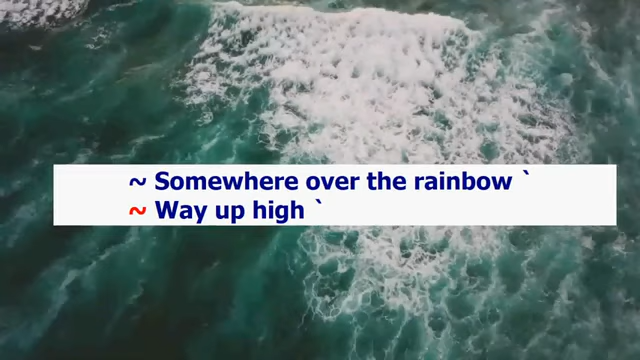 ~ Somewhere over the rainbow `
~ Way up high `